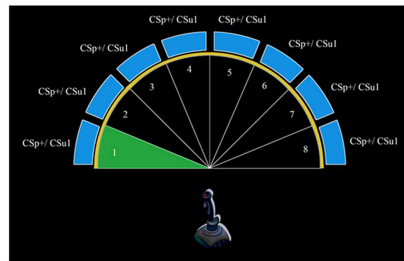 CSp+/ CSu1
CSp+/ CSu1
CSp+/ CSu1
CSp+/ CSu1
CSp+/ CSu1
CSp+/ CSu1
CSp+/ CSu1
CSp+/ CSu1
4
5
3
6
2
7
1
8